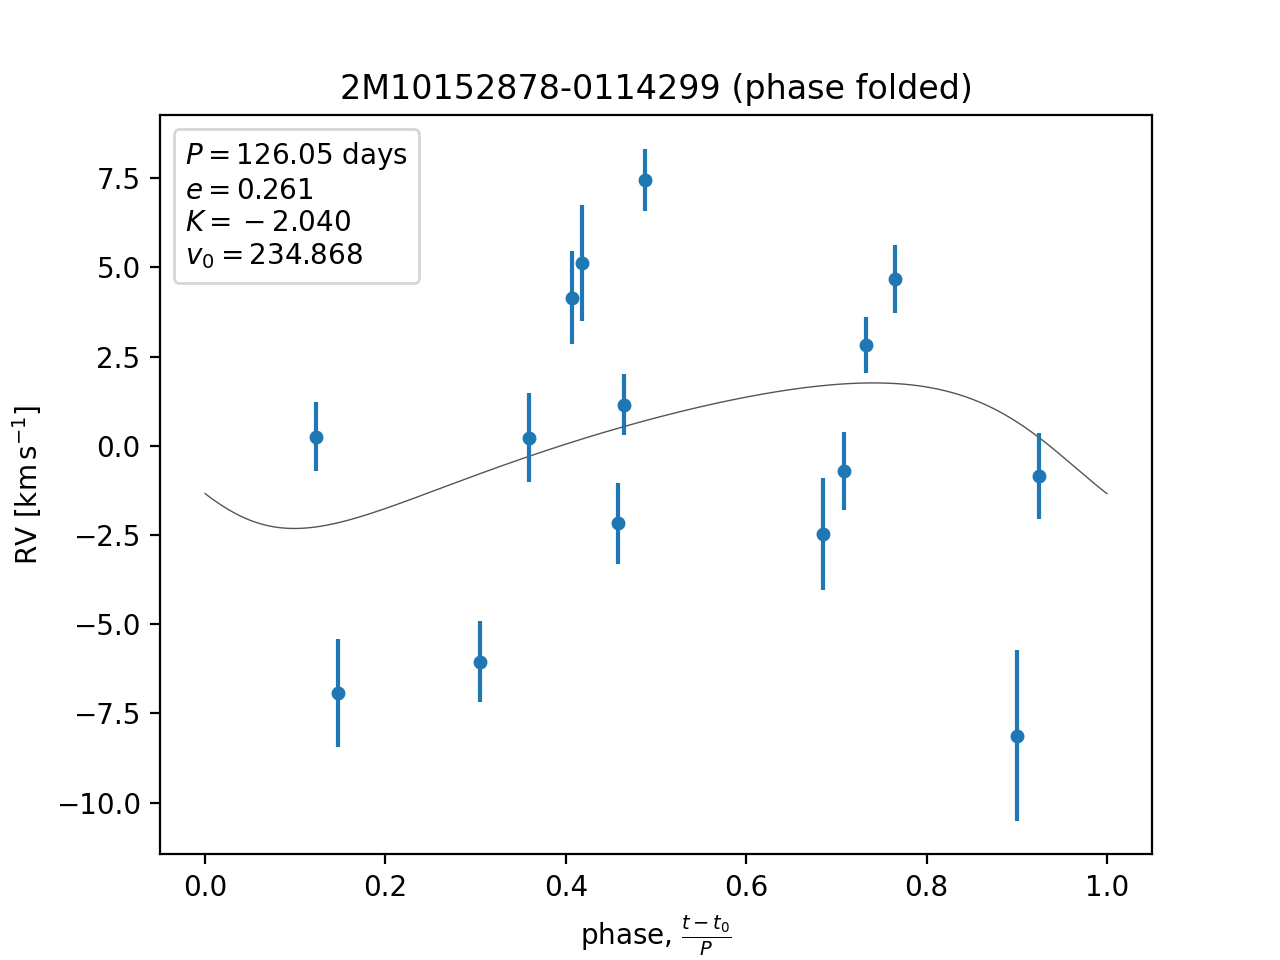 2M10152878-0114299 (phase folded)
P = 126.05 days
e = 0.261
K = −2.040
v₀ = 234.868
7.5
5.0
2.5
0.0
−2.5
−5.0
−7.5
−10.0
RV [km s⁻¹]
0.0 0.2 0.4 0.6 0.8 1.0
phase, (t − t₀)/P